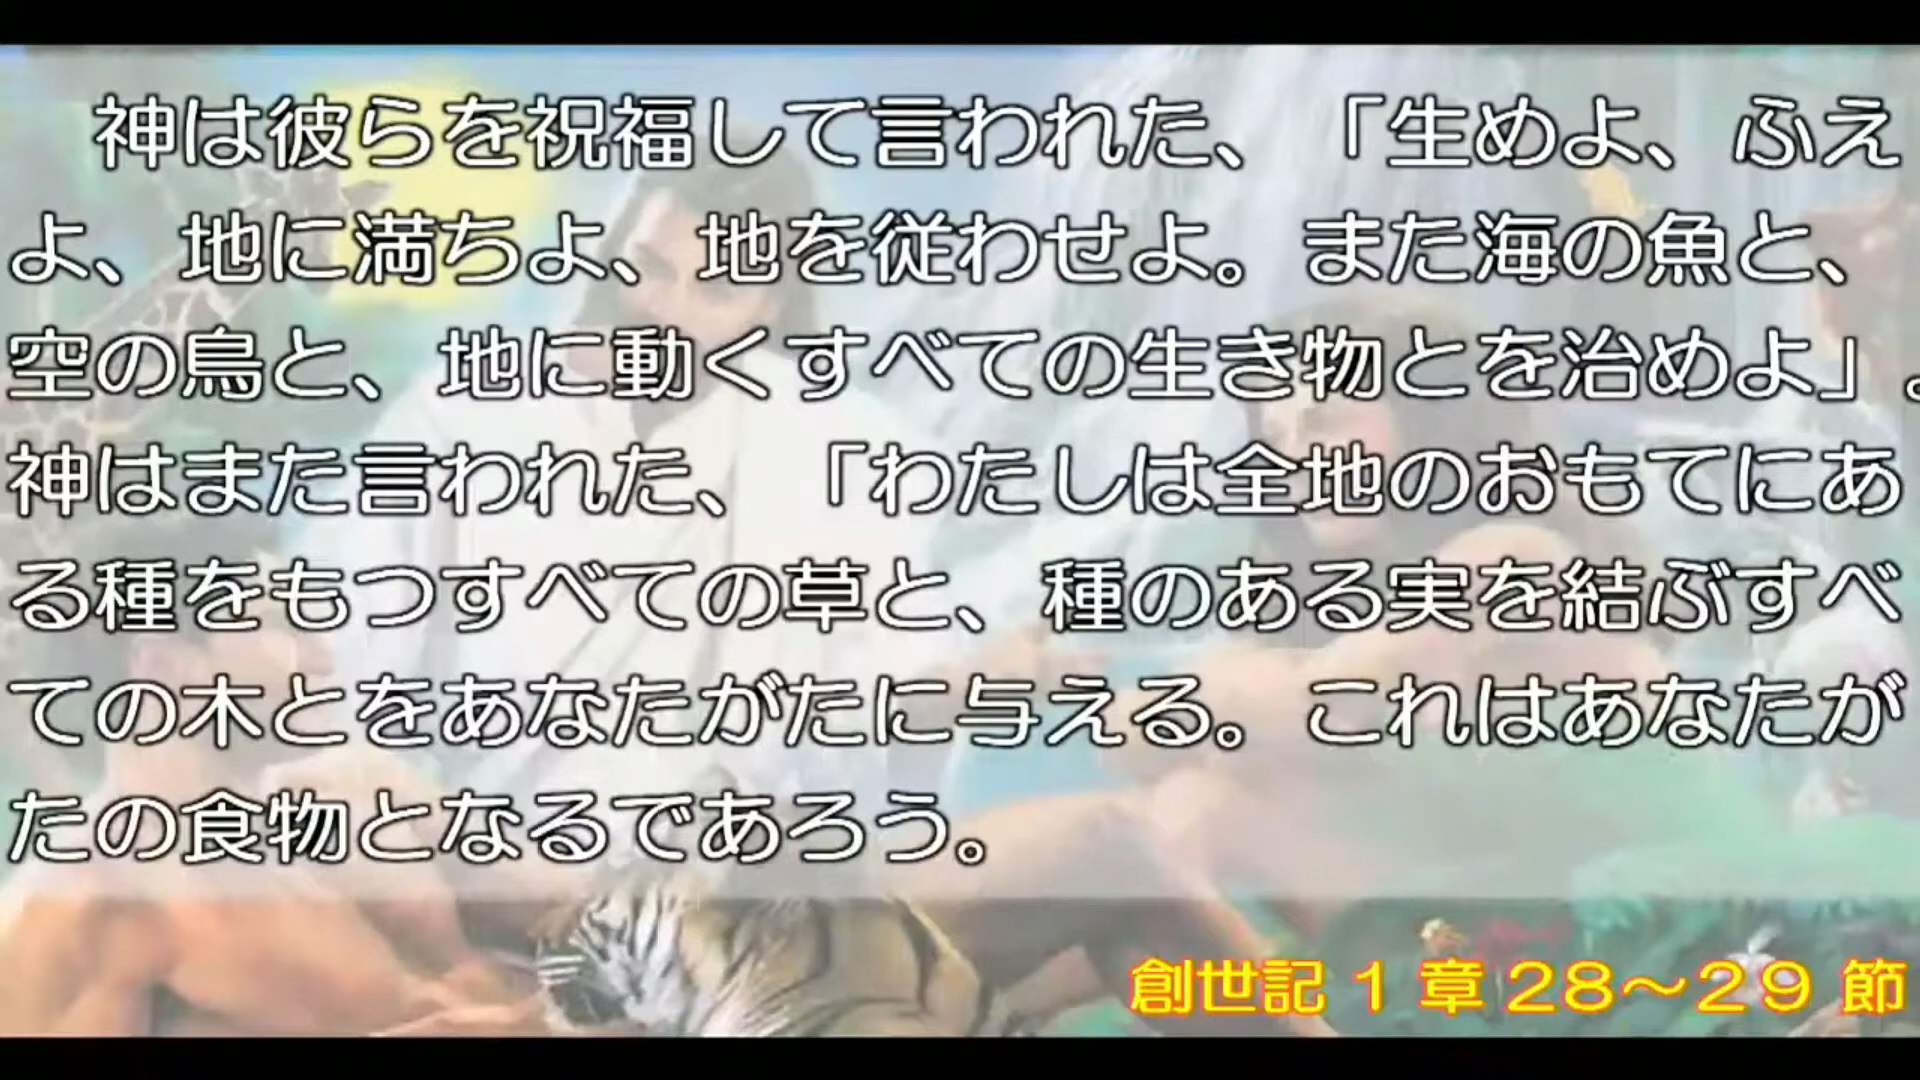 神は彼らを祝福して言われた、「生めよ、ふえ
よ、地に満ちよ、地を従わせよ。また海の魚と、
空の鳥と、地に動くすべての生き物とを治めよ」。
神はまた言われた、「わたしは全地のおもてにあ
る種をもつすべての草と、種のある実を結ぶすべ
ての木とをあなたがたに与える。これはあなたが
たの食物となるであろう。
創世記 1 章 28～29 節